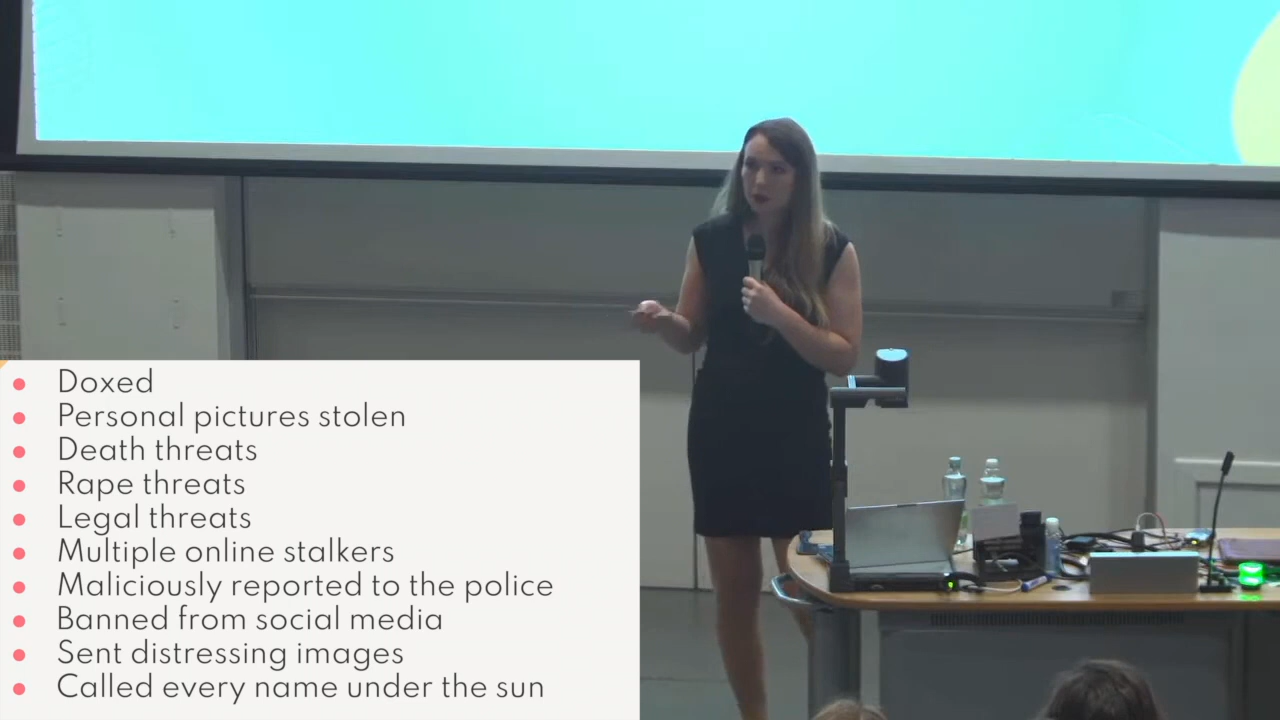 Doxed
Personal pictures stolen
Death threats
Rape threats
Legal threats
Multiple online stalkers
Maliciously reported to the police
Banned from social media
Sent distressing images
Called every name under the sun